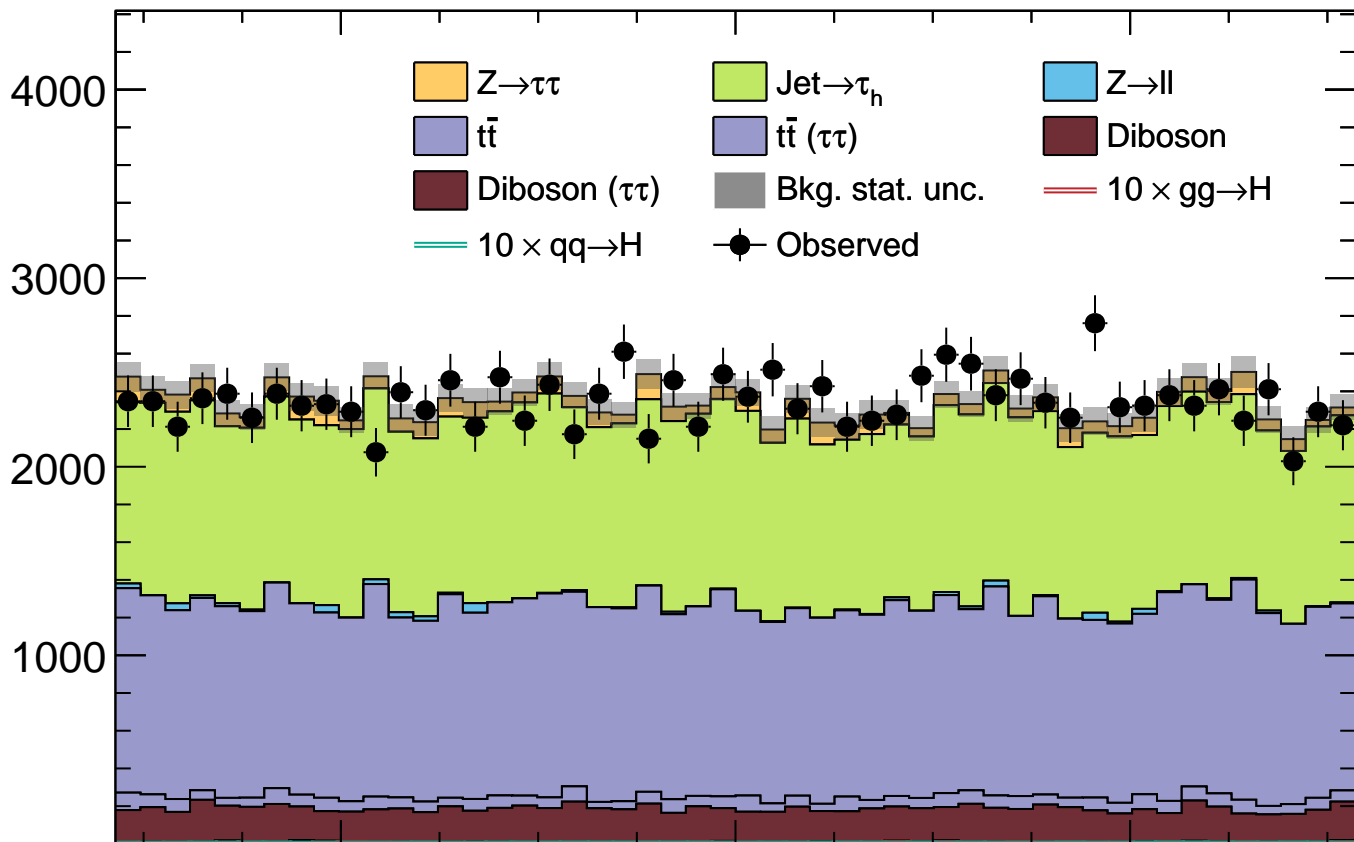 4000
3000
2000
1000
Z→ττ Jet→τₕ Z→ll
tt̄ tt̄ (ττ) Diboson
Diboson (ττ) Bkg. stat. unc. 10 × gg→H
10 × qq→H Observed